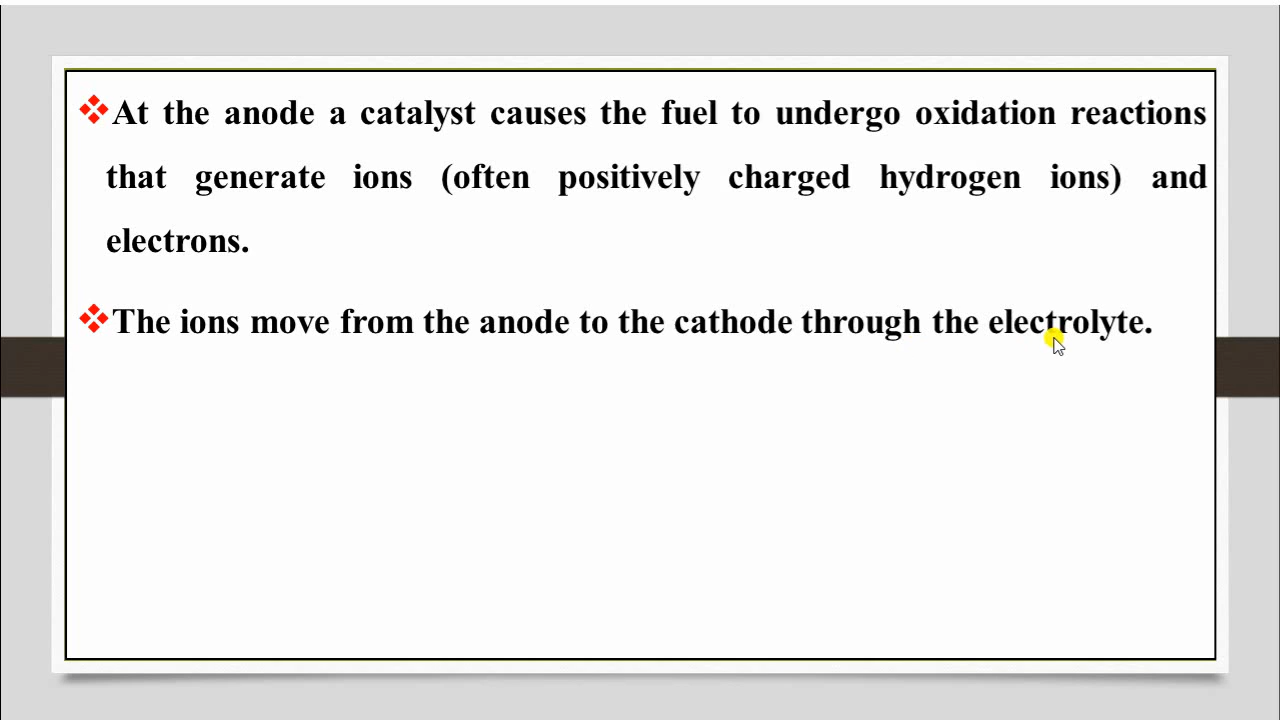 ❖At the anode a catalyst causes the fuel to undergo oxidation reactions
that generate ions (often positively charged hydrogen ions) and
electrons.
❖The ions move from the anode to the cathode through the electrolyte.